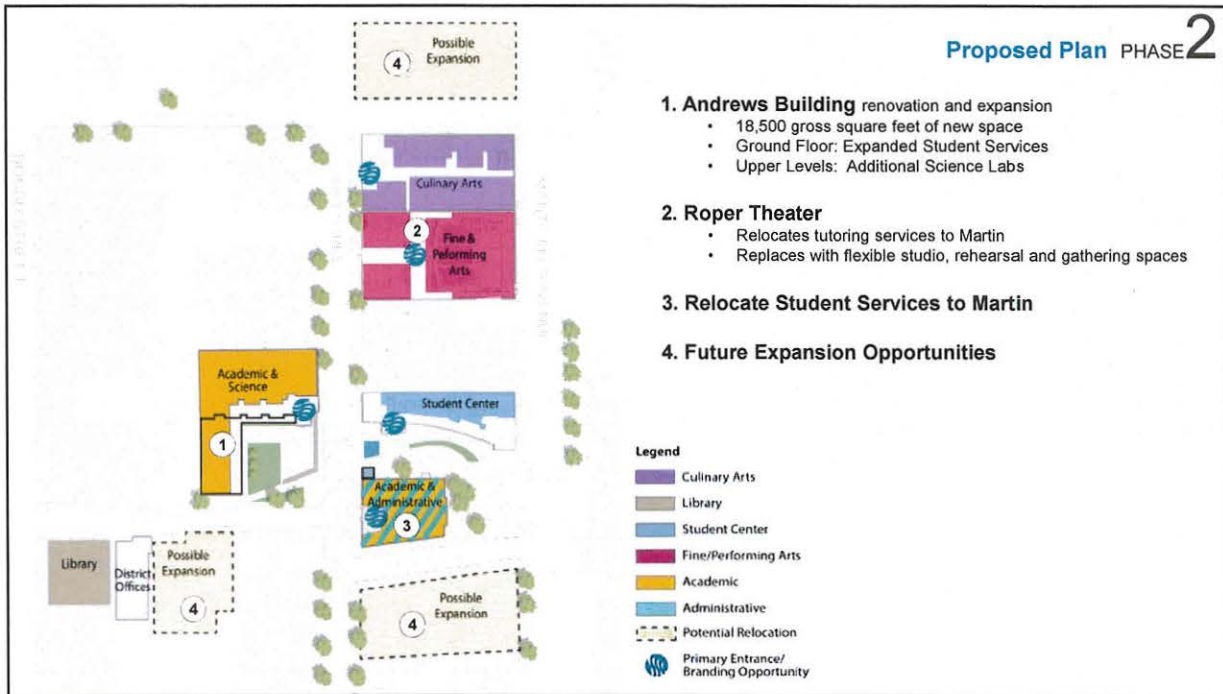 Proposed Plan PHASE 2
1. Andrews Building renovation and expansion
• 18,500 gross square feet of new space
• Ground Floor: Expanded Student Services
• Upper Levels: Additional Science Labs
2. Roper Theater
• Relocates tutoring services to Martin
• Replaces with flexible studio, rehearsal and gathering spaces
3. Relocate Student Services to Martin
4. Future Expansion Opportunities
Possible
Expansion
4
Culinary Arts
2
Fine &
Peforming
Arts
Academic &
Science
1
Student Center
Academic &
Administrative
3
Library
District
Offices
Possible
Expansion
4
Possible
Expansion
4
Legend
Culinary Arts
Library
Student Center
Fine/Performing Arts
Academic
Administrative
Potential Relocation
Primary Entrance/
Branding Opportunity